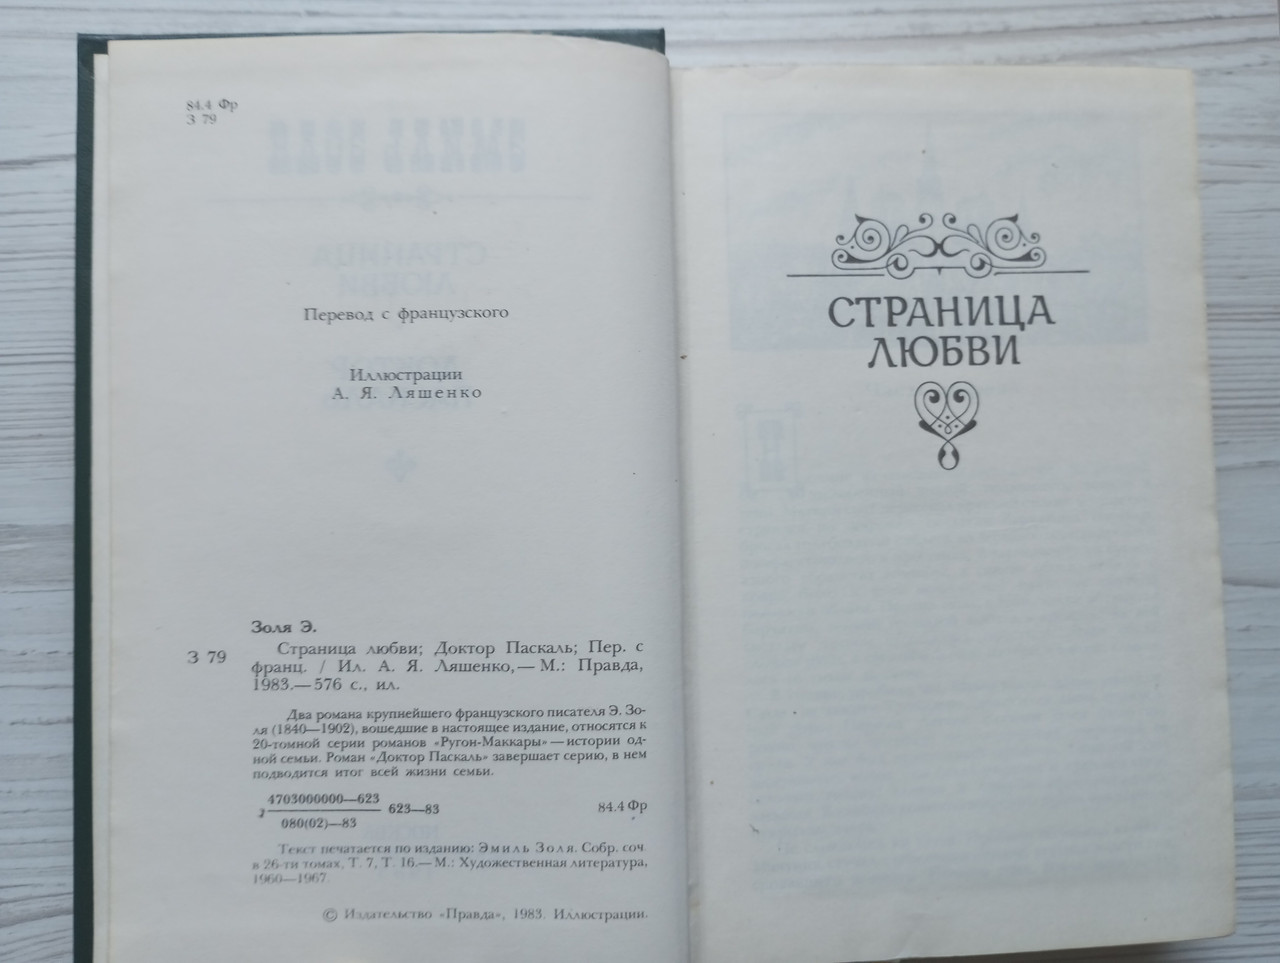 84.4 Фр
З 79
Перевод с французского
Иллюстрации
А. Я. Ляшенко
Золя Э.
З 79
Страница любви; Доктор Паскаль; Пер. с
франц. / Ил. А. Я. Ляшенко,— М.: Правда,
1983.—576 с., ил.
Два романа крупнейшего французского писателя Э. Зо-
ля (1840—1902), вошедшие в настоящее издание, относятся к
20-томной серии романов «Ругон-Маккары» — истории од-
ной семьи. Роман «Доктор Паскаль» завершает серию, в нем
подводится итог всей жизни семьи.
4703000000—623
080(02)—83
623—83
84.4 Фр
Текст печатается по изданию: Эмиль Золя. Собр. соч.
в 26-ти томах, Т. 7, Т. 16.— М.: Художественная литература,
1960—1967.
© Издательство «Правда», 1983. Иллюстрации.
СТРАНИЦА
ЛЮБВИ